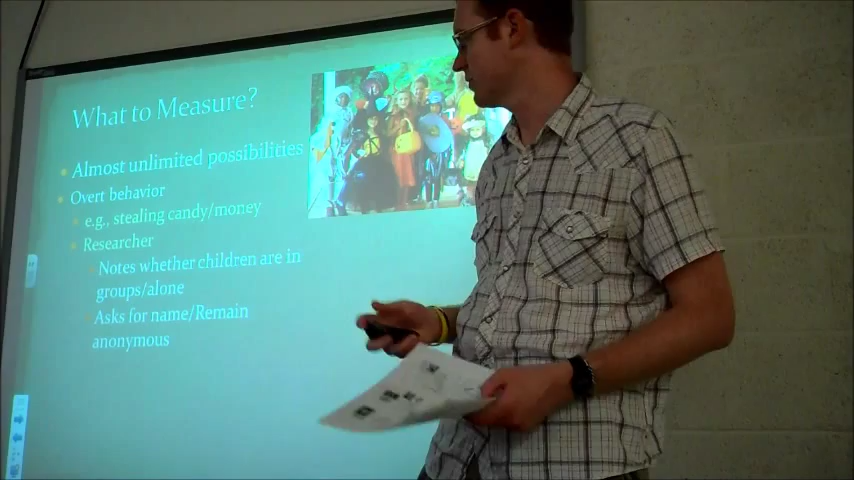 What to Measure?
Almost unlimited possibilities
Overt behavior
e.g., stealing candy/money
Researcher
Notes whether children are in
groups/alone
Asks for name/Remain
anonymous